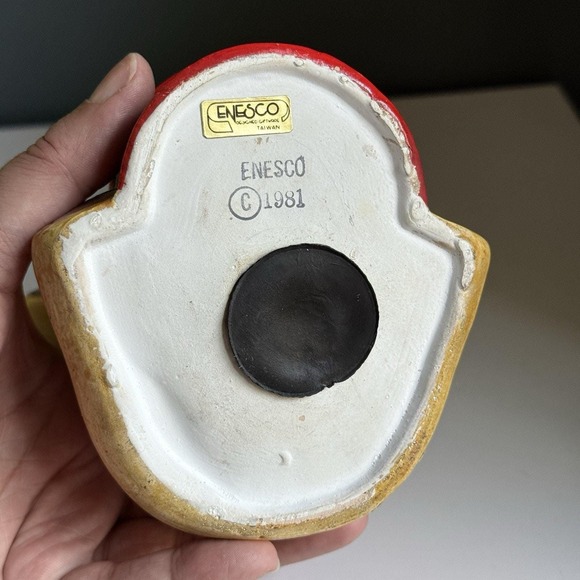 ENESCO
DESIGNED GIFTWARE
TAIWAN
ENESCO
© 1981